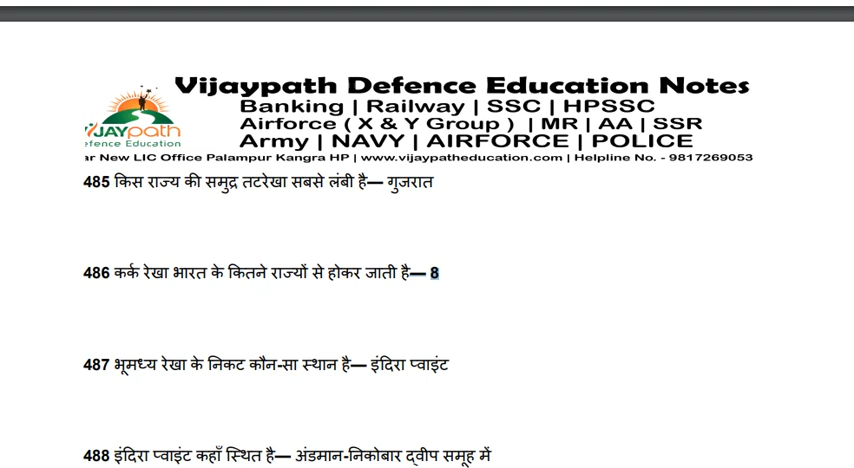 Vijaypath Defence Education Notes
Banking | Railway | SSC | HPSSC
Airforce ( X & Y Group ) | MR | AA | SSR
Army | NAVY | AIRFORCE | POLICE
JAYpath
efence Education
ar New LIC Office Palampur Kangra HP | www.vijaypatheducation.com | Helpline No. - 9817269053
485 किस राज्य की समुद्र तटरेखा सबसे लंबी है— गुजरात
486 कर्क रेखा भारत के कितने राज्यों से होकर जाती है— 8
487 भूमध्य रेखा के निकट कौन-सा स्थान है— इंदिरा प्वाइंट
488 इंदिरा प्वाइंट कहाँ स्थित है— अंडमान-निकोबार द्वीप समूह में